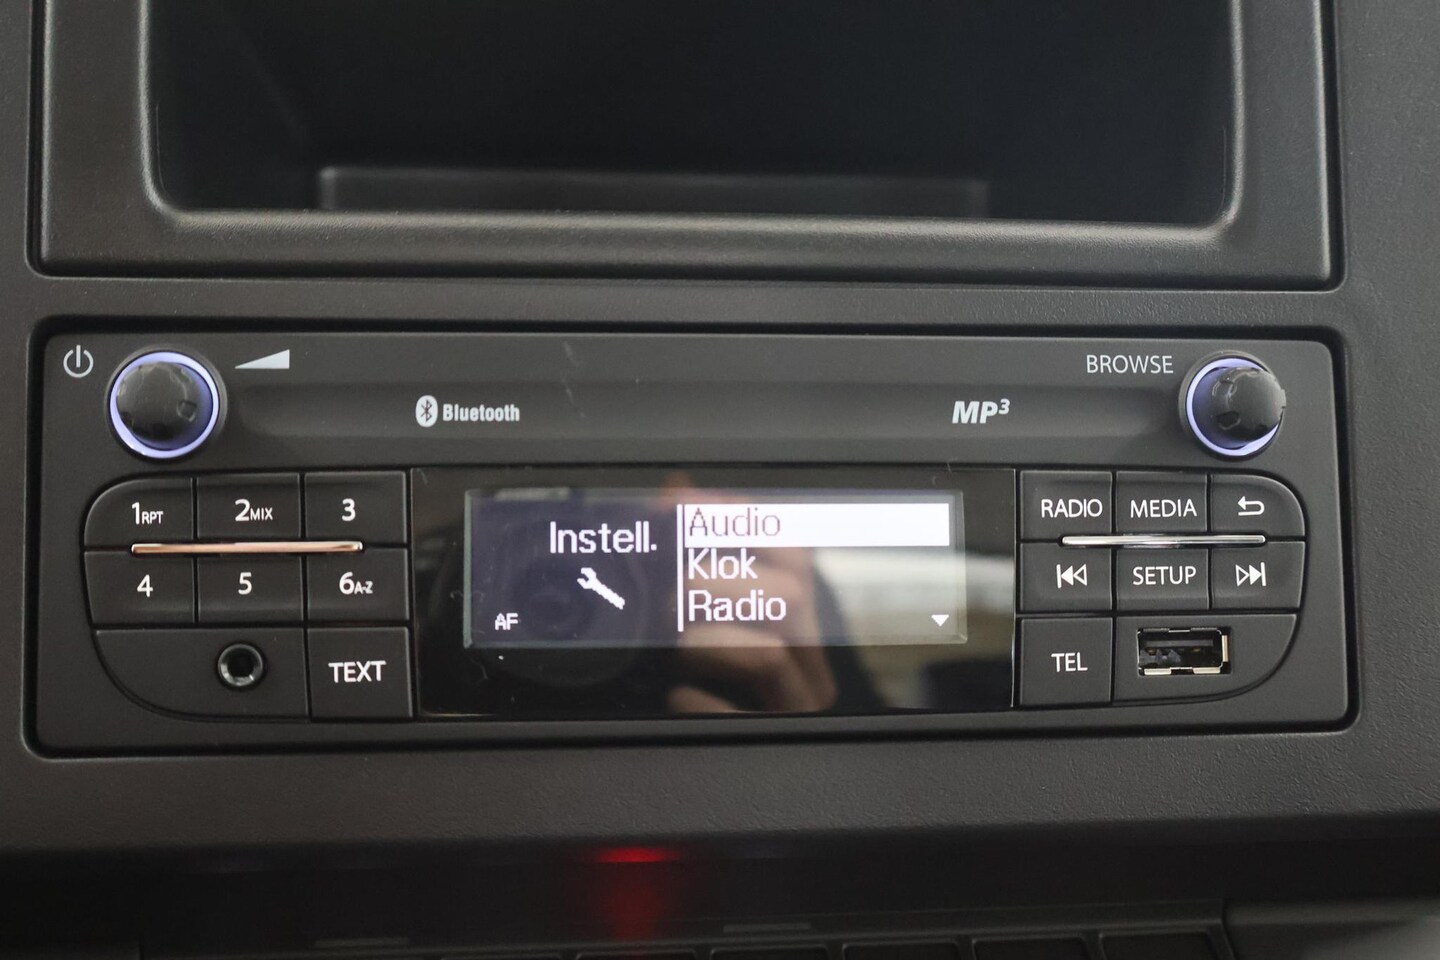 BROWSE
Bluetooth
MP3
1RPT
2MIX
3
4
5
6A-Z
TEXT
Instell.
AF
Audio
Klok
Radio
RADIO
MEDIA
SETUP
TEL